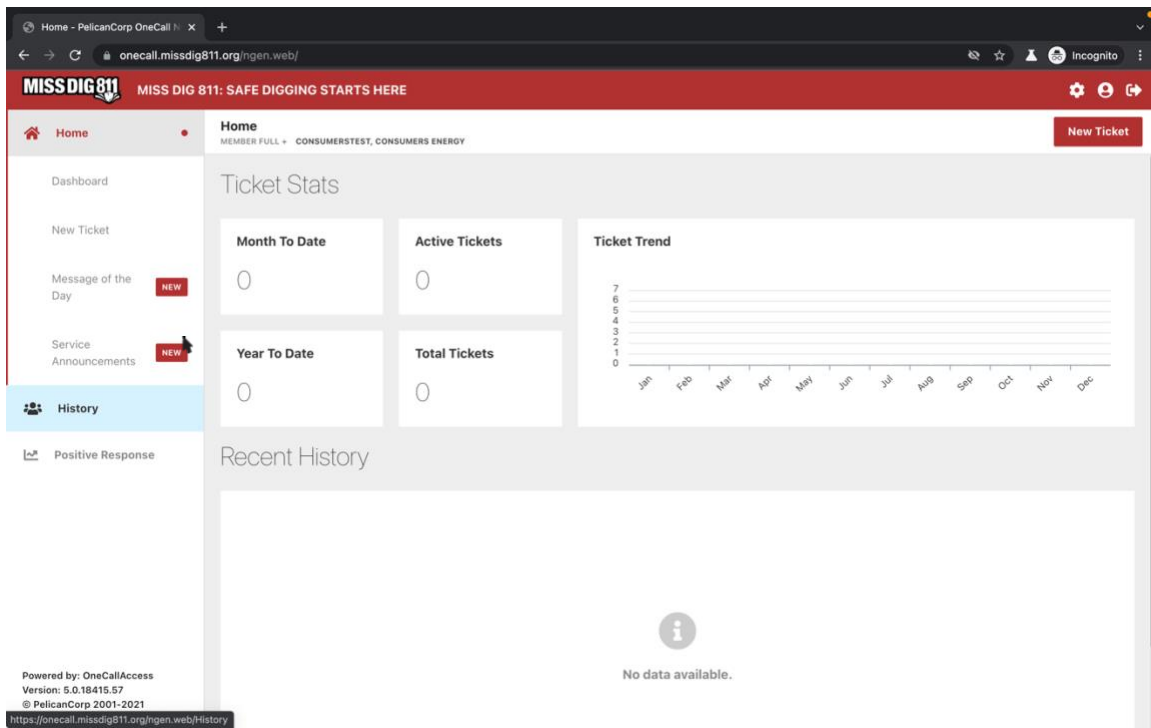 Home - PelicanCorp OneCall N
onecall.missdig811.org/ngen.web/
Incognito
MISS DIG 811
MISS DIG 811: SAFE DIGGING STARTS HERE
Home
Home
MEMBER FULL + CONSUMERSTEST, CONSUMERS ENERGY
New Ticket
Dashboard
New Ticket
Message of the
Day
NEW
Service
Announcements
NEW
History
Positive Response
Ticket Stats
Month To Date
0
Active Tickets
0
Year To Date
0
Total Tickets
0
Ticket Trend
7
6
5
4
3
2
1
0
Jan Feb Mar Apr May Jun Jul Aug Sep Oct Nov Dec
Recent History
No data available.
Powered by: OneCallAccess
Version: 5.0.18415.57
© PelicanCorp 2001-2021
https://onecall.missdig811.org/ngen.web/History